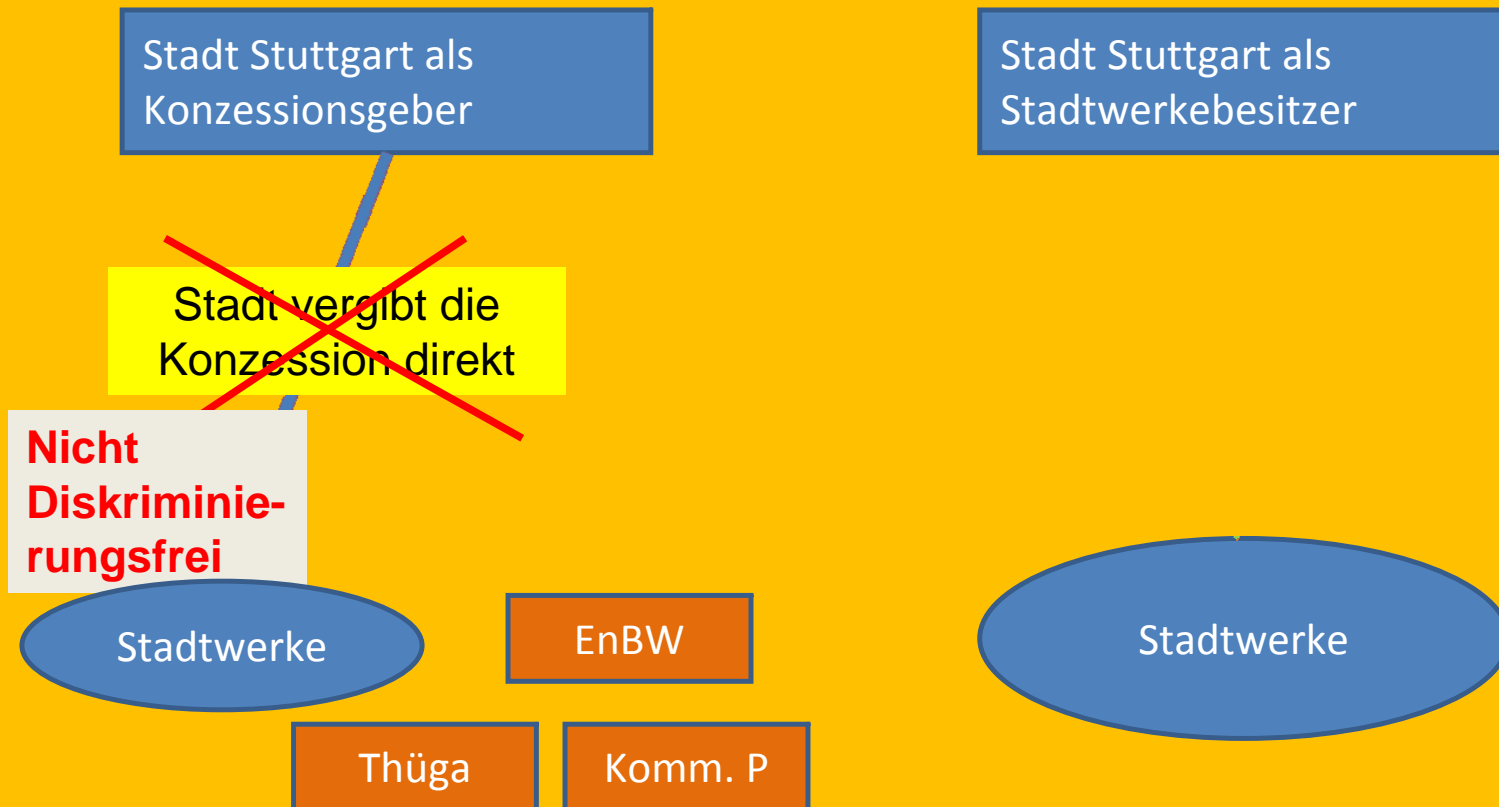 Stadt Stuttgart als
Konzessionsgeber
Stadt Stuttgart als
Stadtwerkebesitzer
Stadt vergibt die
Konzession direkt
Nicht
Diskriminie-
rungsfrei
Stadtwerke
EnBW
Stadtwerke
Thüga
Komm. P